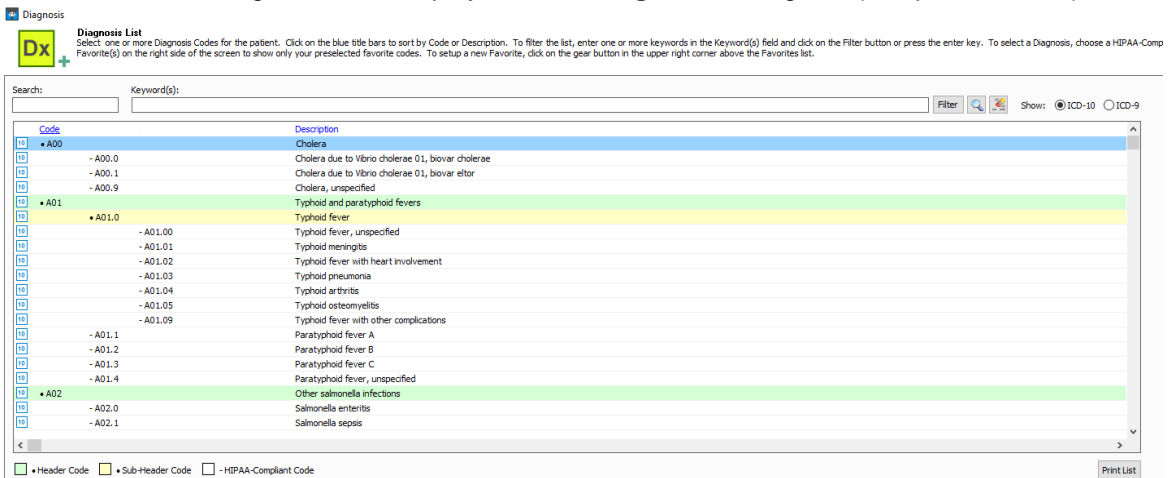 Diagnosis
Dx
Diagnosis List
Select one or more Diagnosis Codes for the patient. Click on the blue title bars to sort by Code or Description. To filter the list, enter one or more keywords in the Keyword(s) field and click on the Filter button or press the enter key. To select a Diagnosis, choose a HIPAA-Comp
Favorite(s) on the right side of the screen to show only your preselected favorite codes. To setup a new Favorite, click on the gear button in the upper right corner above the Favorites list.
Search: Keyword(s):
Filter Show: ICD-10 ICD-9
Code Description
10 • A00 Cholera
10 - A00.0 Cholera due to Vibrio cholerae 01, biovar cholerae
10 - A00.1 Cholera due to Vibrio cholerae 01, biovar eltor
10 - A00.9 Cholera, unspecified
10 • A01 Typhoid and paratyphoid fevers
10 • A01.0 Typhoid fever
10 - A01.00 Typhoid fever, unspecified
10 - A01.01 Typhoid meningitis
10 - A01.02 Typhoid fever with heart involvement
10 - A01.03 Typhoid pneumonia
10 - A01.04 Typhoid arthritis
10 - A01.05 Typhoid osteomyelitis
10 - A01.09 Typhoid fever with other complications
10 - A01.1 Paratyphoid fever A
10 - A01.2 Paratyphoid fever B
10 - A01.3 Paratyphoid fever C
10 - A01.4 Paratyphoid fever, unspecified
10 • A02 Other salmonella infections
10 - A02.0 Salmonella enteritis
10 - A02.1 Salmonella sepsis
• Header Code • Sub-Header Code - HIPAA-Compliant Code Print List